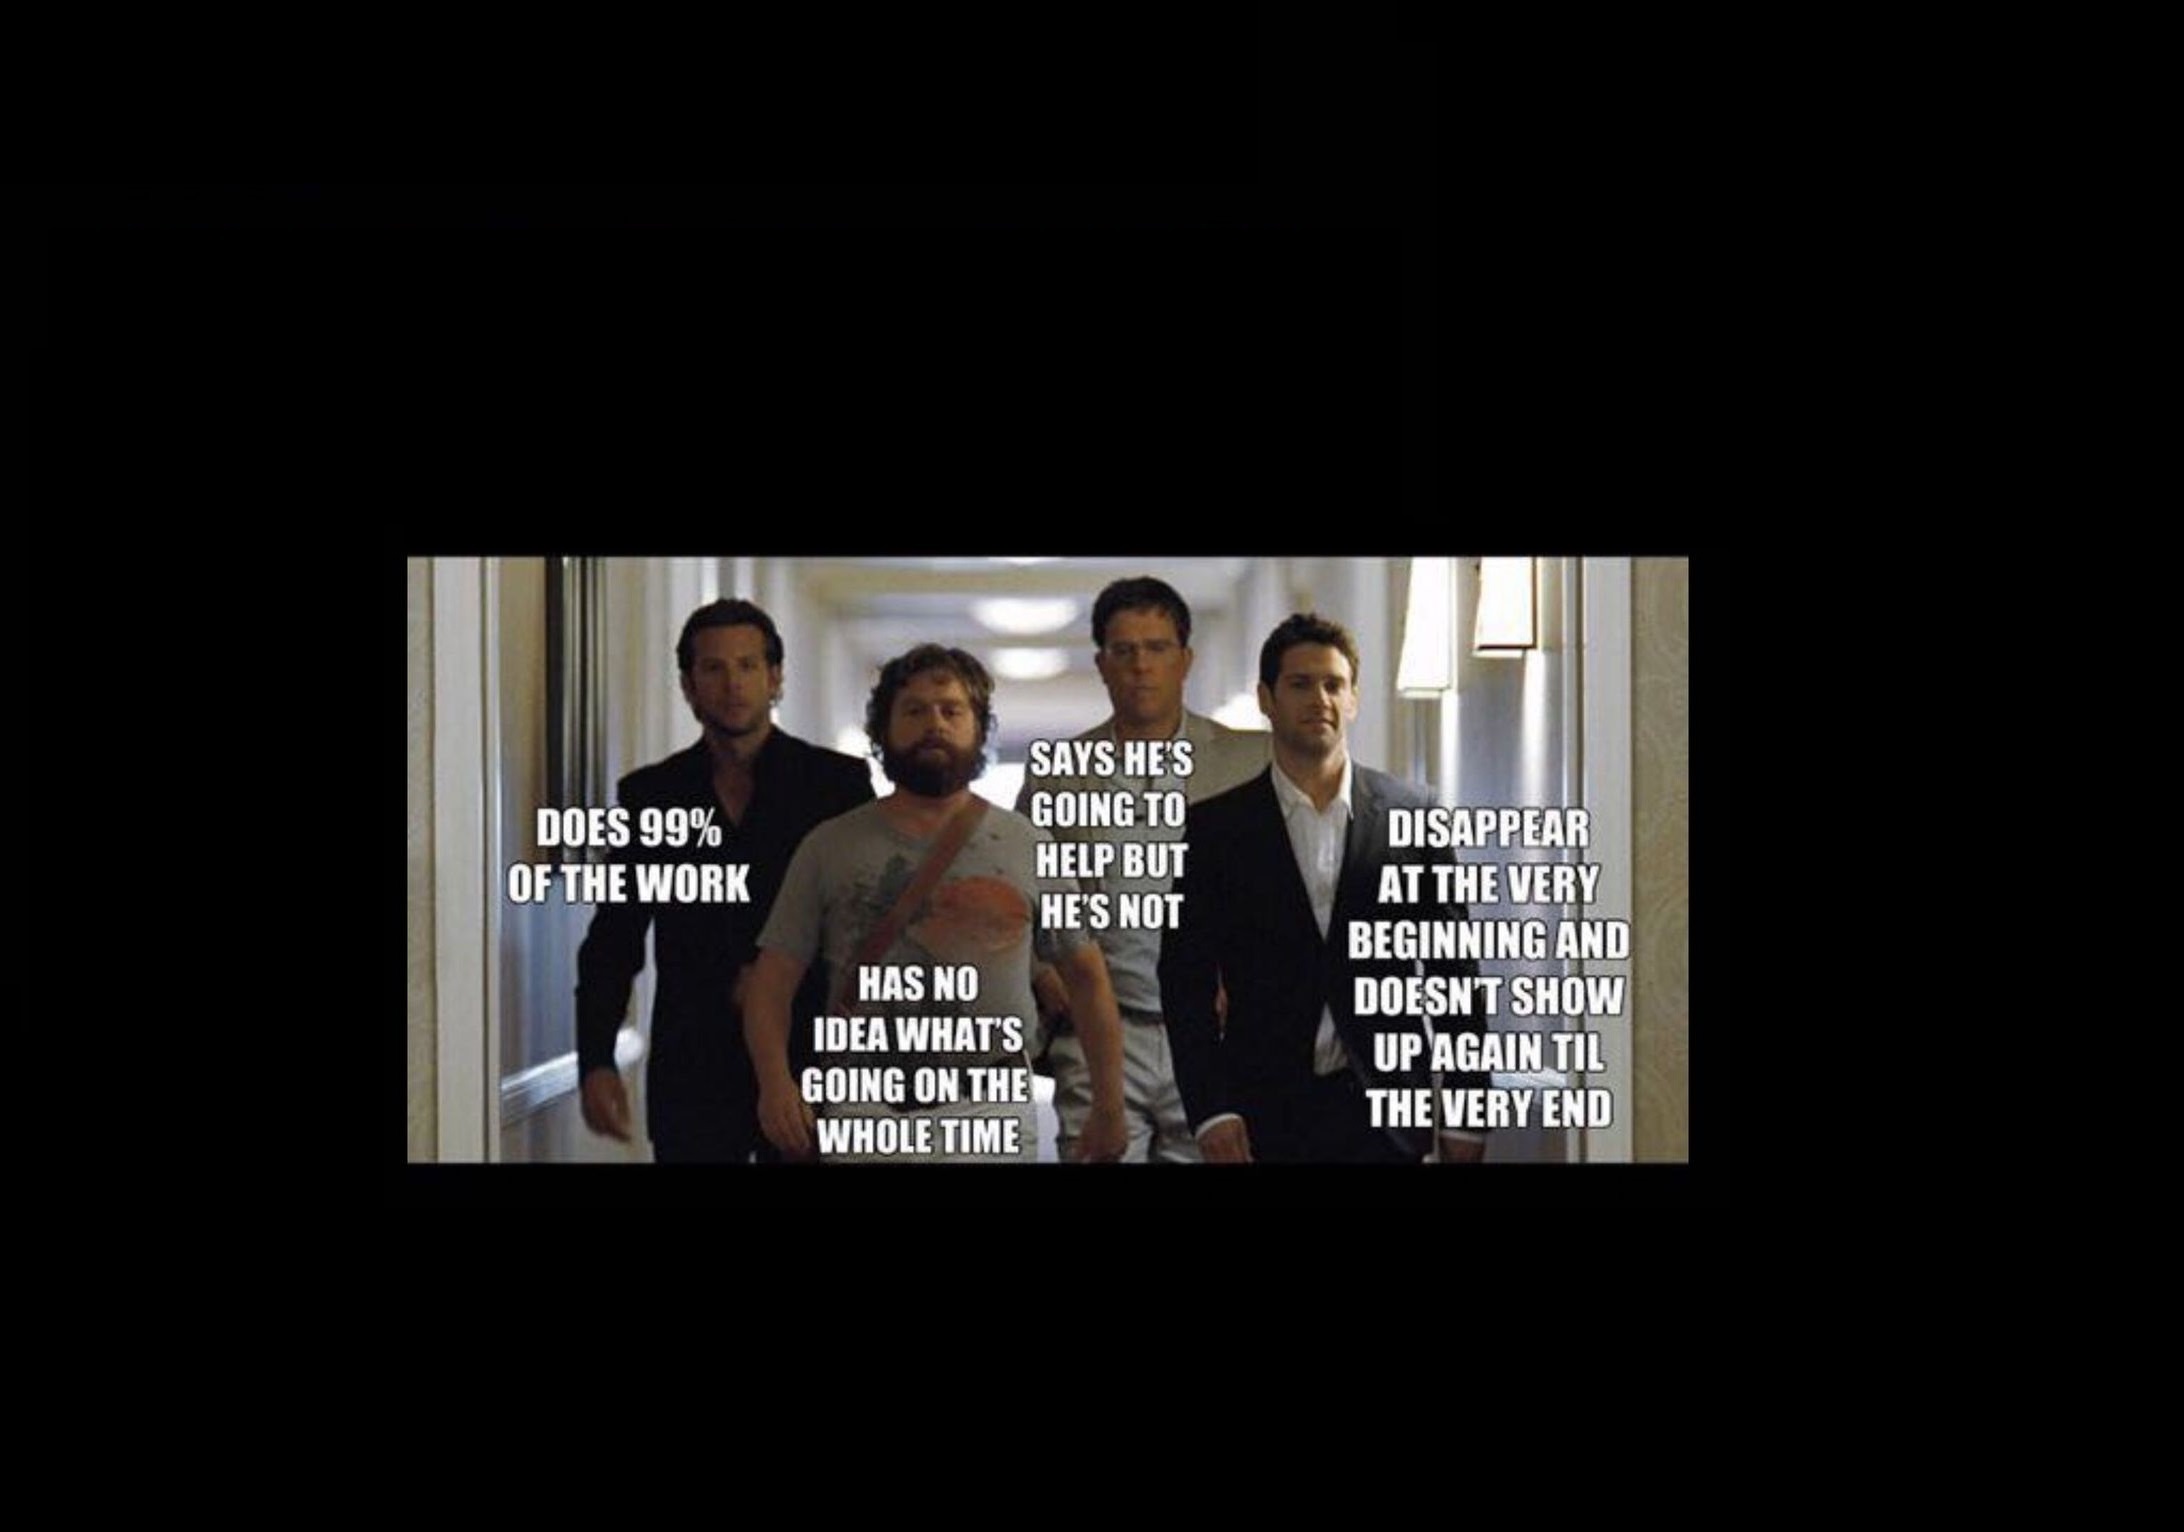 DOES 99%
OF THE WORK
HAS NO
IDEA WHAT'S
GOING ON THE
WHOLE TIME
SAYS HE'S
GOING TO
HELP BUT
HE'S NOT
DISAPPEAR
AT THE VERY
BEGINNING AND
DOESN'T SHOW
UP AGAIN TIL
THE VERY END